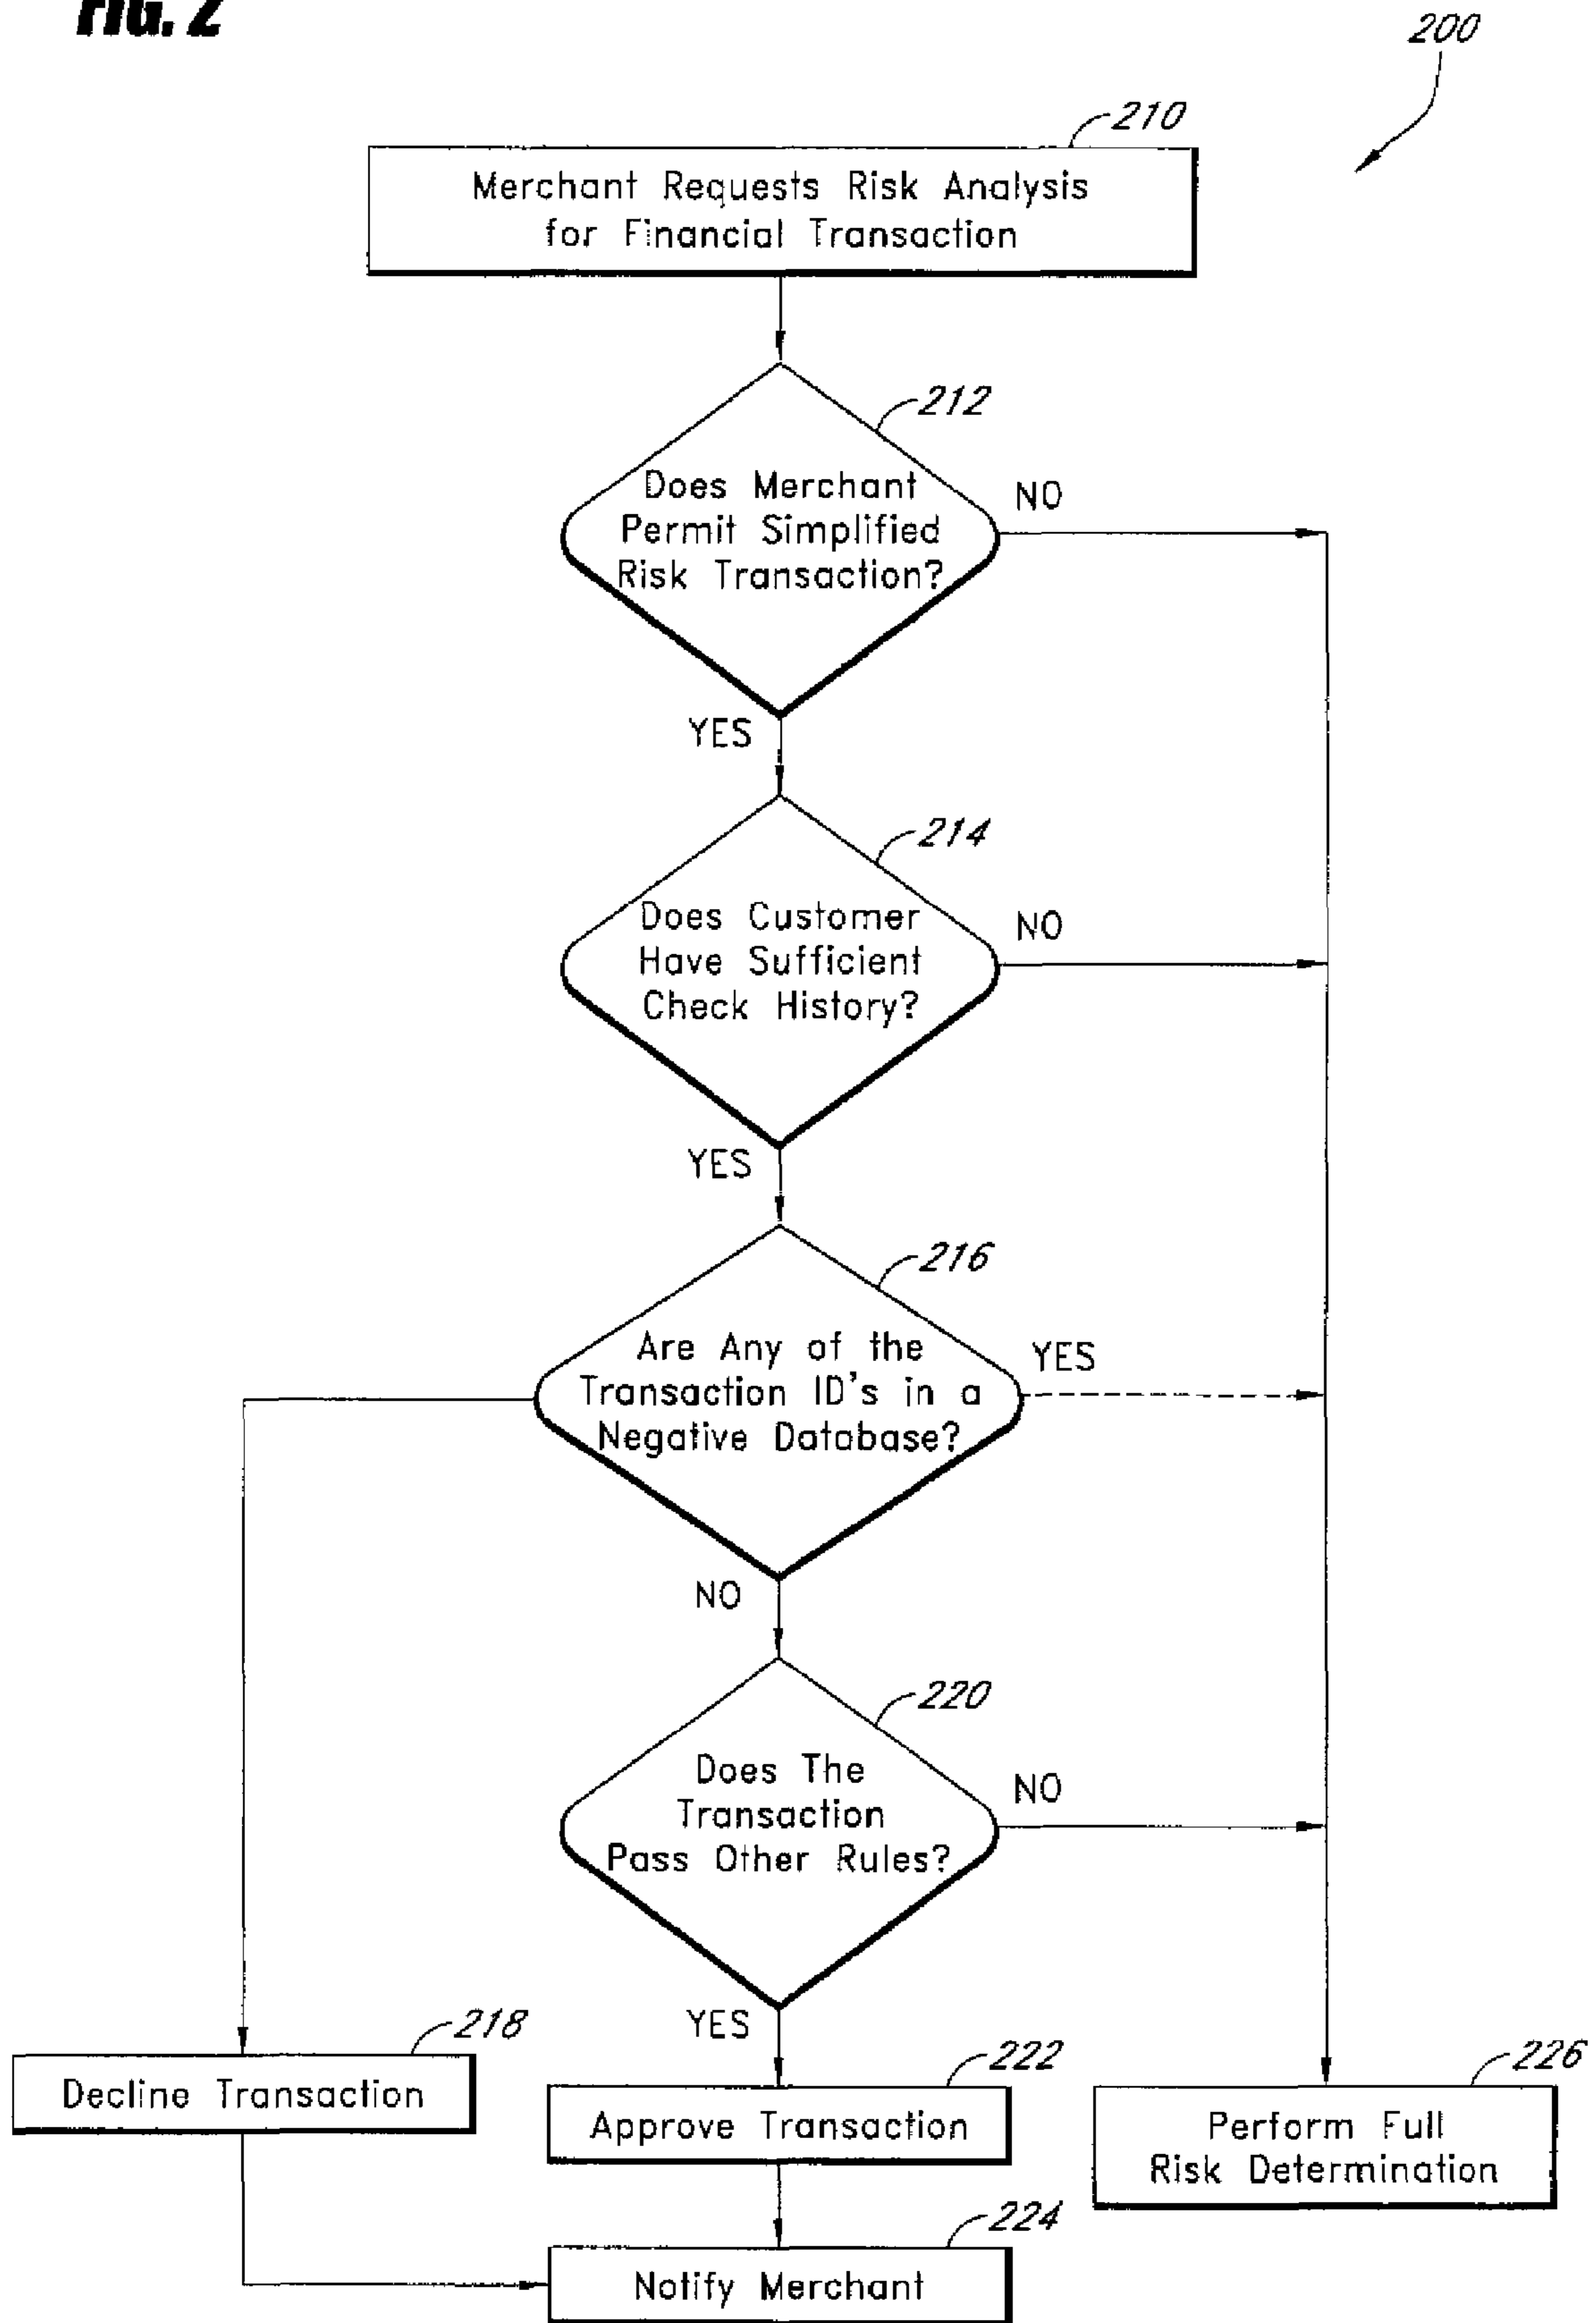 FIG. 2
200
210
Merchant Requests Risk Analysis
for Financial Transaction
212
Does Merchant
Permit Simplified
Risk Transaction?
NO
YES
214
Does Customer
Have Sufficient
Check History?
NO
YES
216
Are Any of the
Transaction ID's in a
Negative Database?
YES
NO
220
Does The
Transaction
Pass Other Rules?
NO
YES
218
Decline Transaction
222
Approve Transaction
226
Perform Full
Risk Determination
224
Notify Merchant